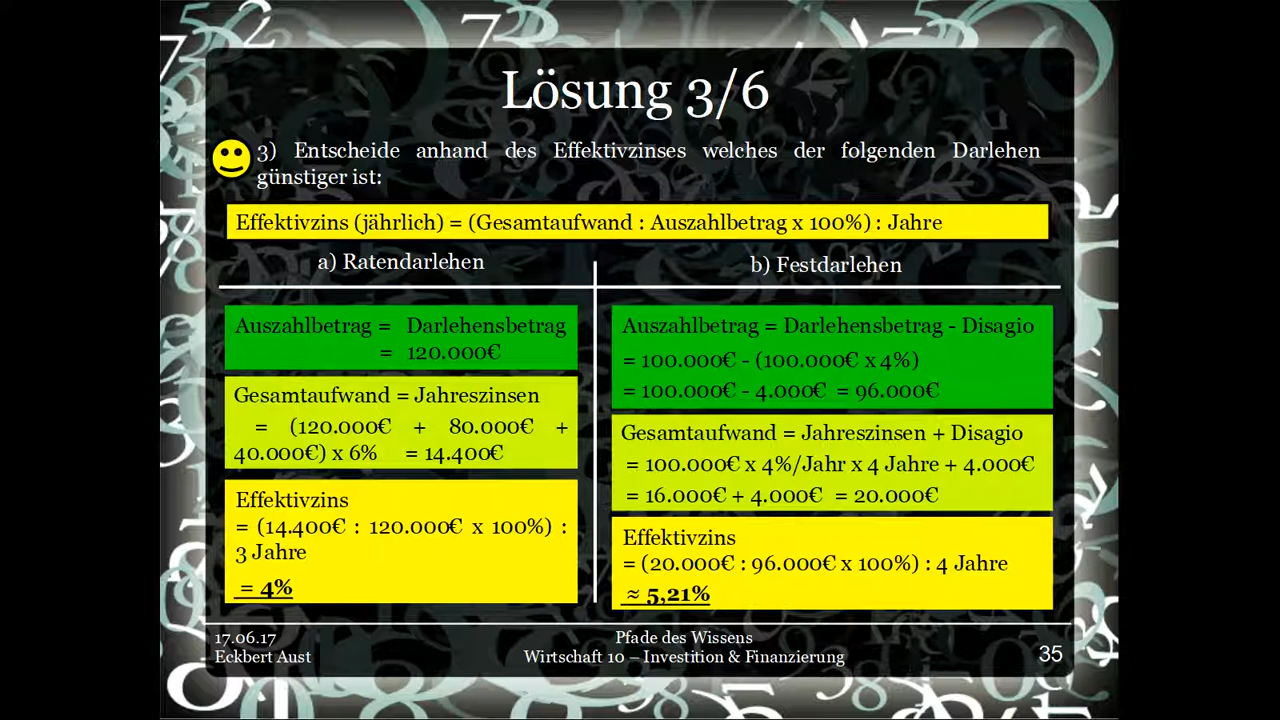 Lösung 3/6
3) Entscheide anhand des Effektivzinses welches der folgenden Darlehen
günstiger ist:
Effektivzins (jährlich) = (Gesamtaufwand : Auszahlbetrag x 100%) : Jahre
a) Ratendarlehen
Auszahlbetrag = Darlehensbetrag
= 120.000€
Gesamtaufwand = Jahreszinsen
= (120.000€ + 80.000€ +
40.000€) x 6% = 14.400€
Effektivzins
= (14.400€ : 120.000€ x 100%) :
3 Jahre
= 4%
b) Festdarlehen
Auszahlbetrag = Darlehensbetrag - Disagio
= 100.000€ - (100.000€ x 4%)
= 100.000€ - 4.000€ = 96.000€
Gesamtaufwand = Jahreszinsen + Disagio
= 100.000€ x 4%/Jahr x 4 Jahre + 4.000€
= 16.000€ + 4.000€ = 20.000€
Effektivzins
= (20.000€ : 96.000€ x 100%) : 4 Jahre
≈ 5,21%
17.06.17
Eckbert Aust
Pfade des Wissens
Wirtschaft 10 – Investition & Finanzierung
35